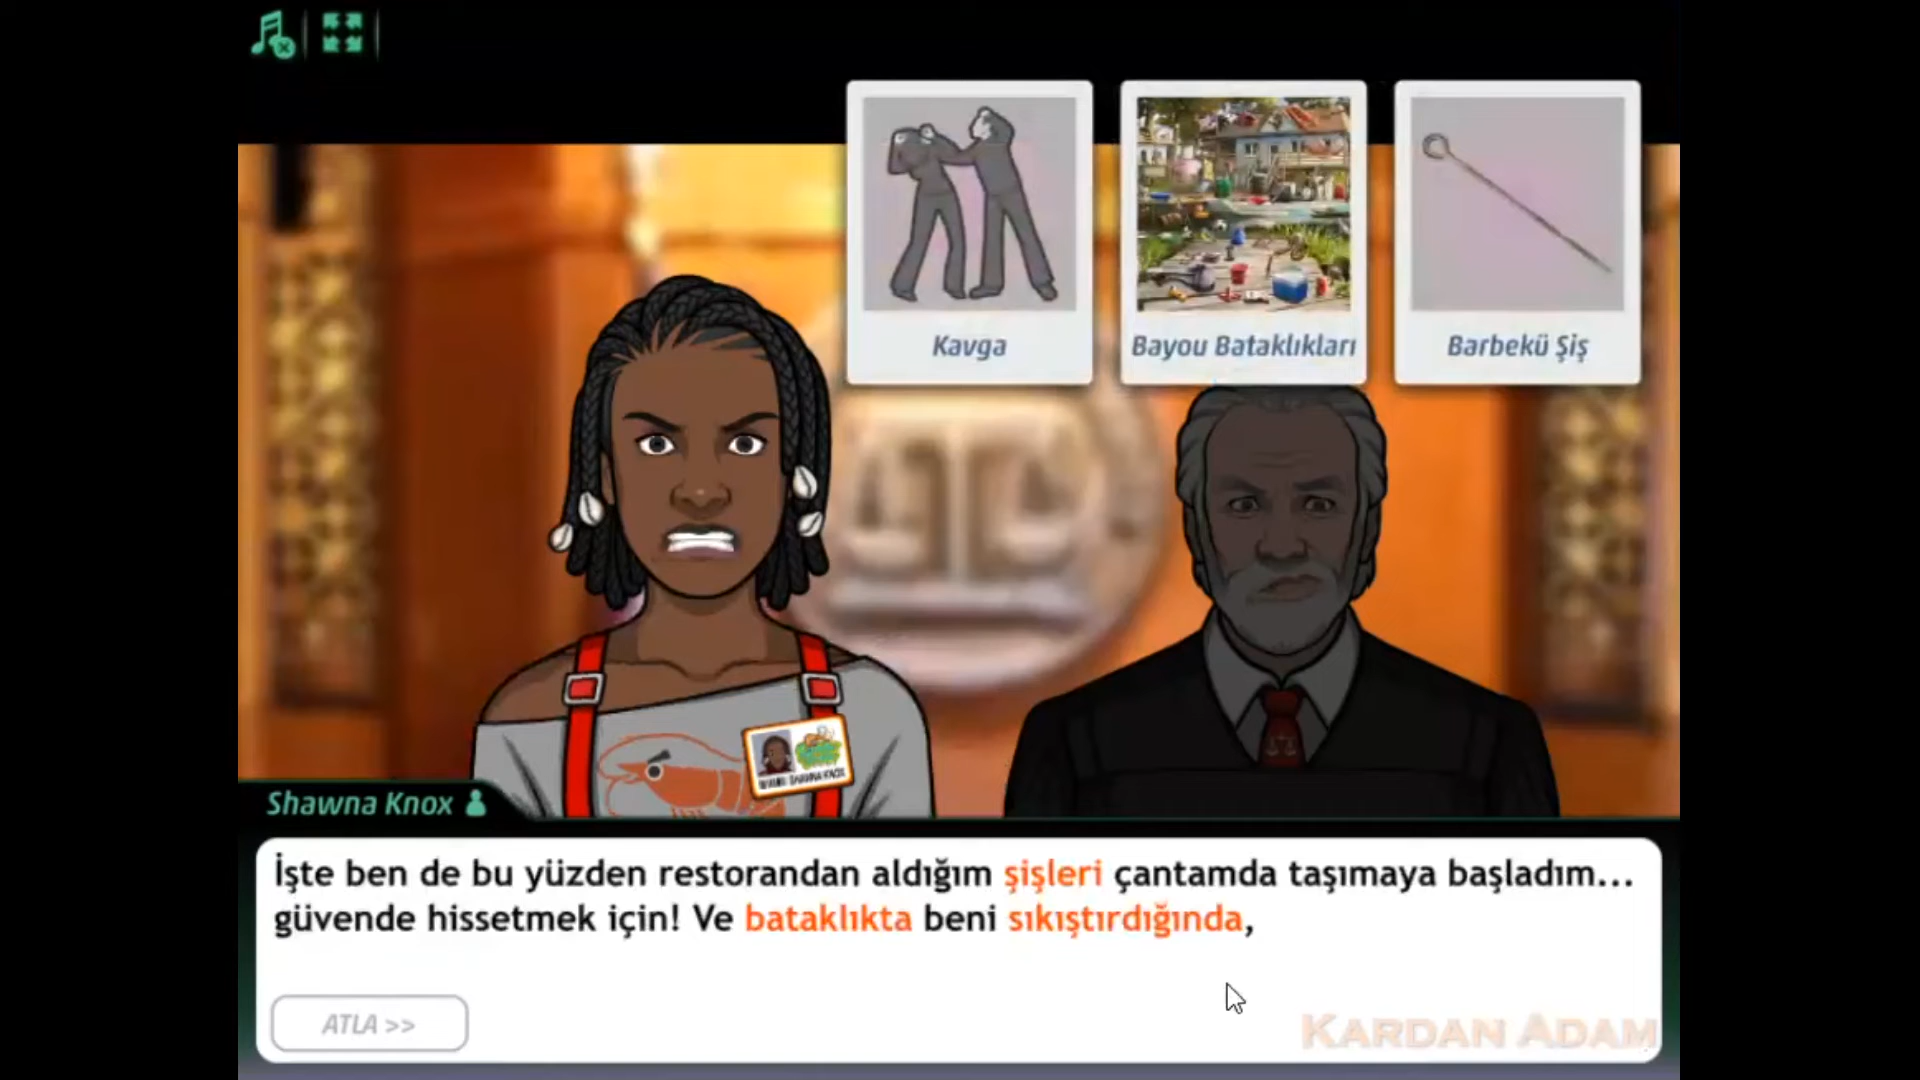 Kavga
Bayou Bataklıkları
Barbekü Şiş
Shawna Knox
İşte ben de bu yüzden restorandan aldığım şişleri çantamda taşımaya başladım...
güvende hissetmek için! Ve bataklıkta beni sıkıştırdığında,
ATLA >>
KARDAN ADAM